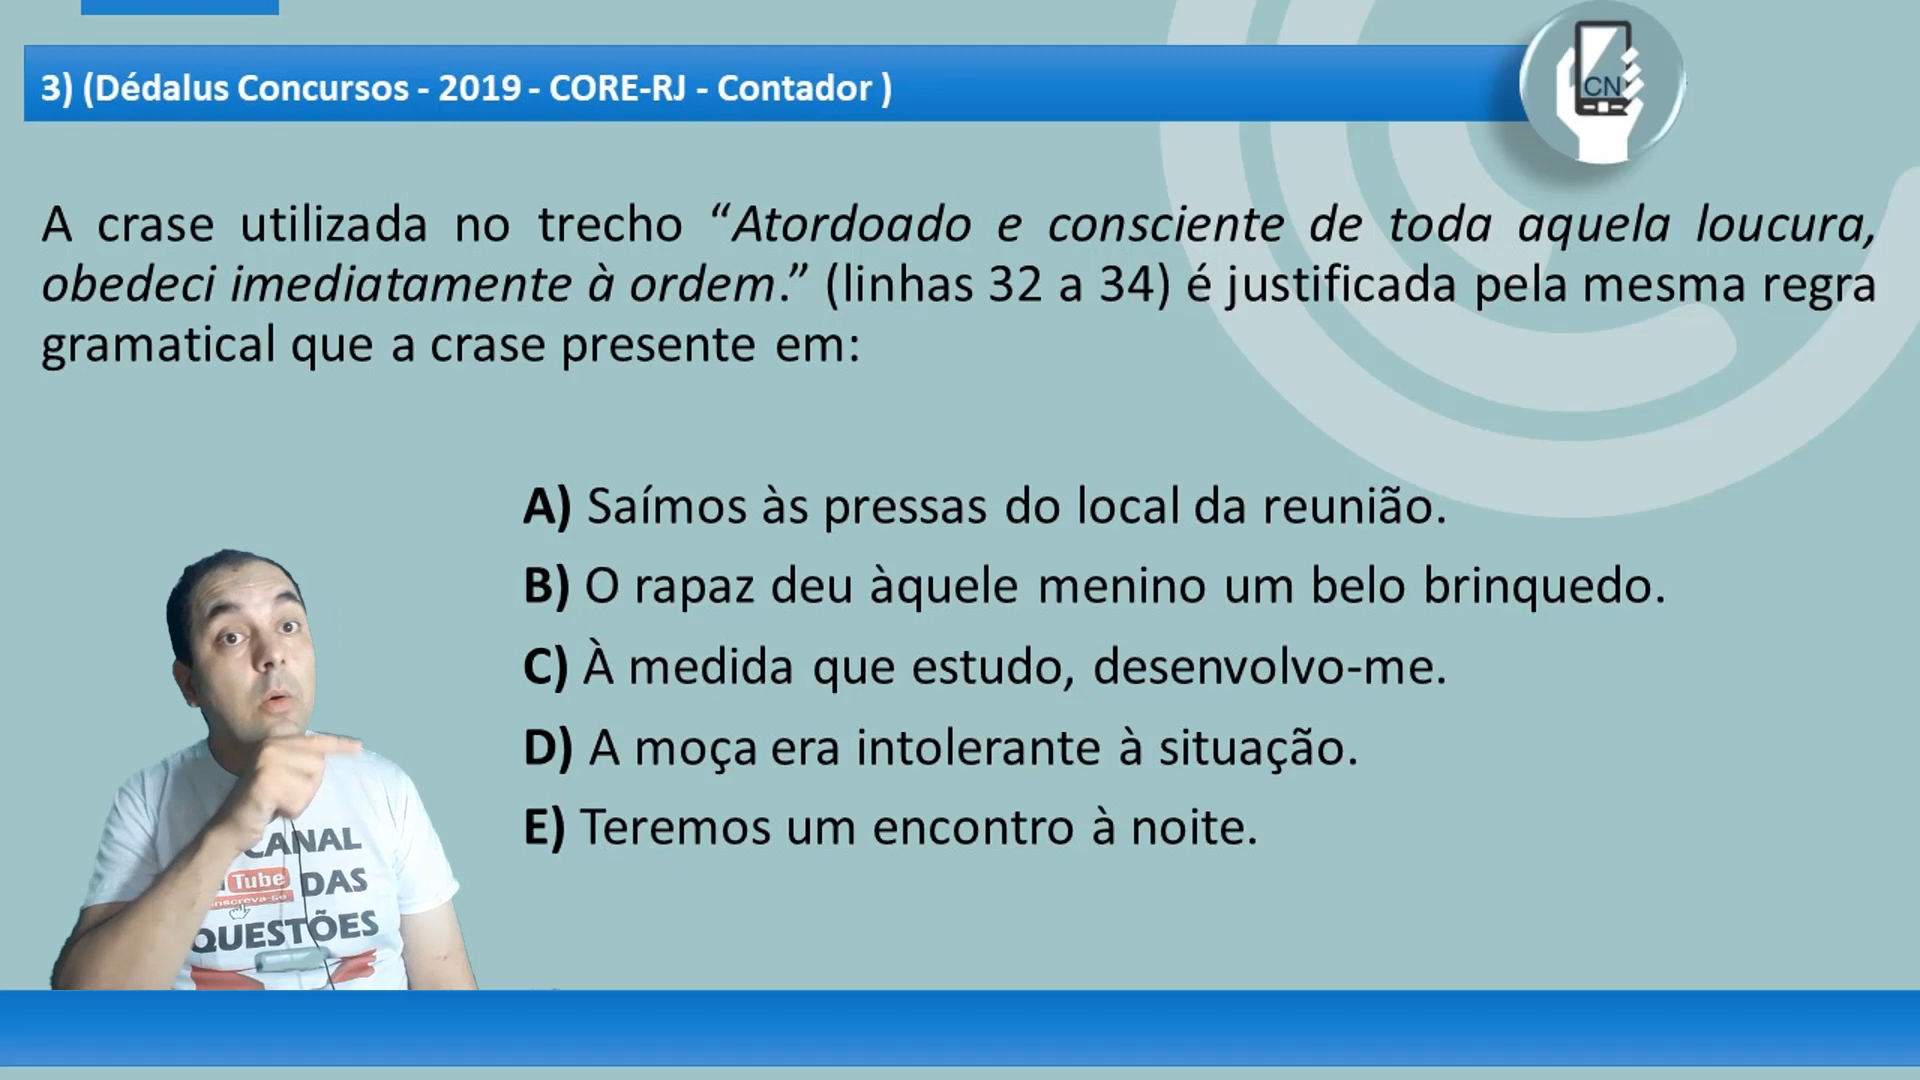 3) (Dédalus Concursos - 2019 - CORE-RJ - Contador )
CN
A crase utilizada no trecho “Atordoado e consciente de toda aquela loucura,
obedeci imediatamente à ordem.” (linhas 32 a 34) é justificada pela mesma regra
gramatical que a crase presente em:
A) Saímos às pressas do local da reunião.
B) O rapaz deu àquele menino um belo brinquedo.
C) À medida que estudo, desenvolvo-me.
D) A moça era intolerante à situação.
E) Teremos um encontro à noite.
CANAL
Tube DAS
inscreva-se
QUESTÕES